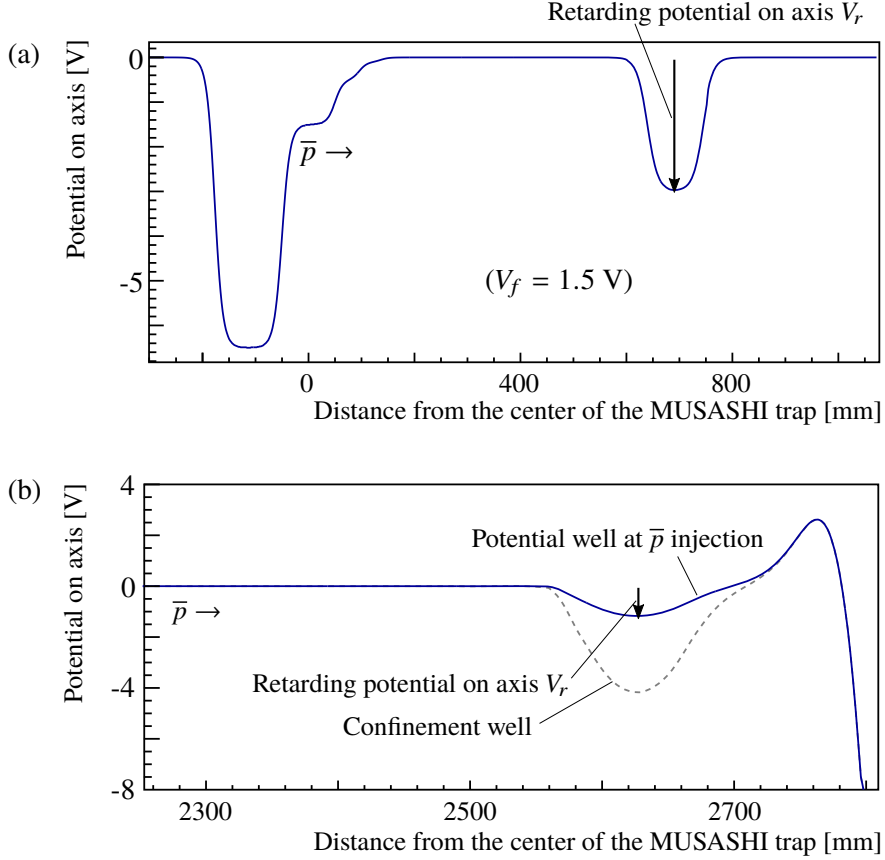 Retarding potential on axis V_r
(a)
Potential on axis [V]
0
-5
p̅ →
(V_f = 1.5 V)
0
400
800
Distance from the center of the MUSASHI trap [mm]
(b)
Potential on axis [V]
4
0
-4
-8
Potential well at p̅ injection
p̅ →
Retarding potential on axis V_r
Confinement well
2300
2500
2700
Distance from the center of the MUSASHI trap [mm]